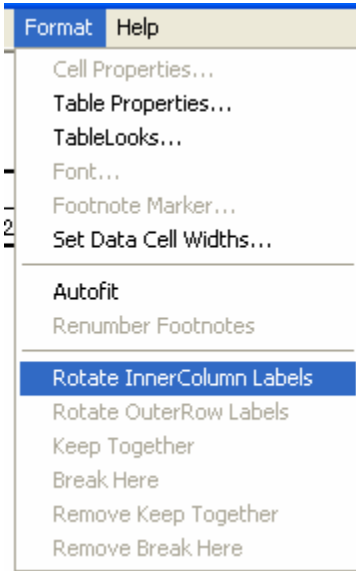 Format Help
Cell Properties...
Table Properties...
TableLooks...
Font...
Footnote Marker...
2
Set Data Cell Widths...
Autofit
Renumber Footnotes
Rotate InnerColumn Labels
Rotate OuterRow Labels
Keep Together
Break Here
Remove Keep Together
Remove Break Here